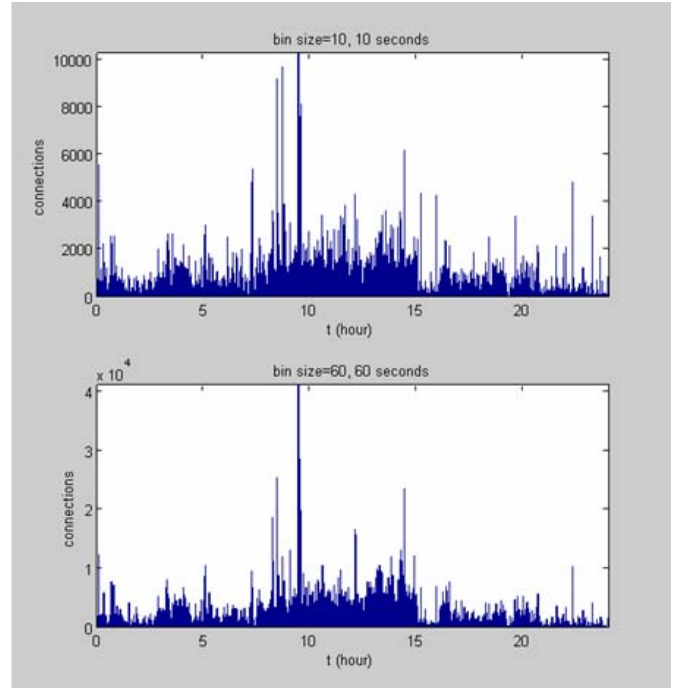 bin size=10, 10 seconds
10000
8000
6000
4000
2000
0
connections
0 5 10 15 20
t (hour)
x 10^4
bin size=60, 60 seconds
4
3
2
1
0
connections
0 5 10 15 20
t (hour)